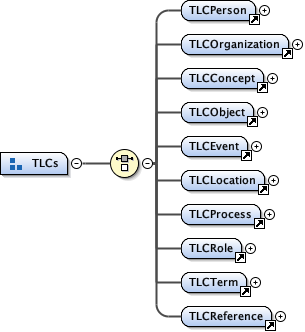 TLCPerson
TLCOrganization
TLCConcept
TLCObject
TLCEvent
TLCs
TLCLocation
TLCProcess
TLCRole
TLCTerm
TLCReference